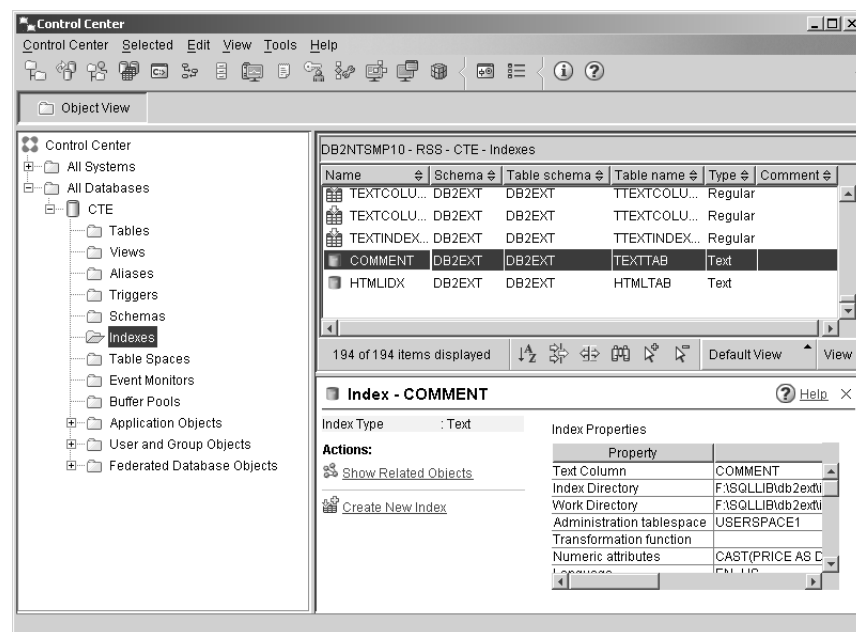 Control Center
Control Center Selected Edit View Tools Help
Object View
Control Center
All Systems
All Databases
CTE
Tables
Views
Aliases
Triggers
Schemas
Indexes
Table Spaces
Event Monitors
Buffer Pools
Application Objects
User and Group Objects
Federated Database Objects
DB2NTSMP10 - RSS - CTE - Indexes
Name Schema Table schema Table name Type Comment
TEXTCOLU... DB2EXT DB2EXT TTEXTCOLU... Regular
TEXTCOLU... DB2EXT DB2EXT TTEXTCOLU... Regular
TEXTINDEX... DB2EXT DB2EXT TTEXTINDEX... Regular
COMMENT DB2EXT DB2EXT TEXTTAB Text
HTMLIDX DB2EXT DB2EXT HTMLTAB Text
194 of 194 items displayed Default View View
Index - COMMENT Help
Index Type : Text
Actions:
Show Related Objects
Create New Index
Index Properties
Property
Text Column COMMENT
Index Directory F:\SQLLIB\db2ext\i
Work Directory F:\SQLLIB\db2ext\i
Administration tablespace USERSPACE1
Transformation function
Numeric attributes CAST(PRICE AS D
Language EN_US